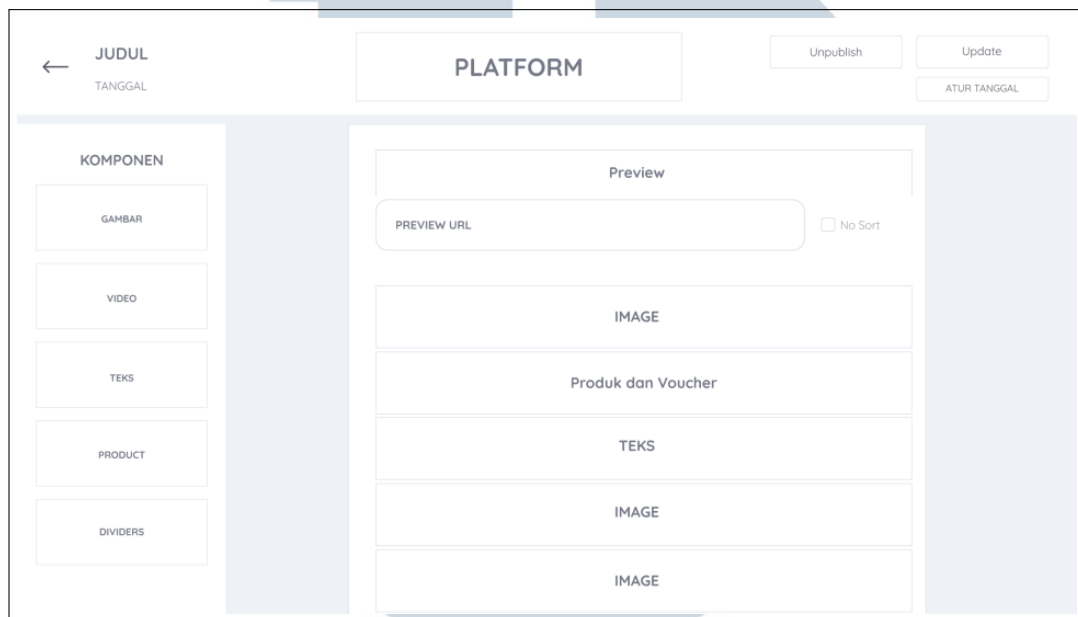 JUDUL
TANGGAL
PLATFORM
Unpublish
Update
ATUR TANGGAL
KOMPONEN
GAMBAR
VIDEO
TEKS
PRODUCT
DIVIDERS
Preview
PREVIEW URL
No Sort
IMAGE
Produk dan Voucher
TEKS
IMAGE
IMAGE